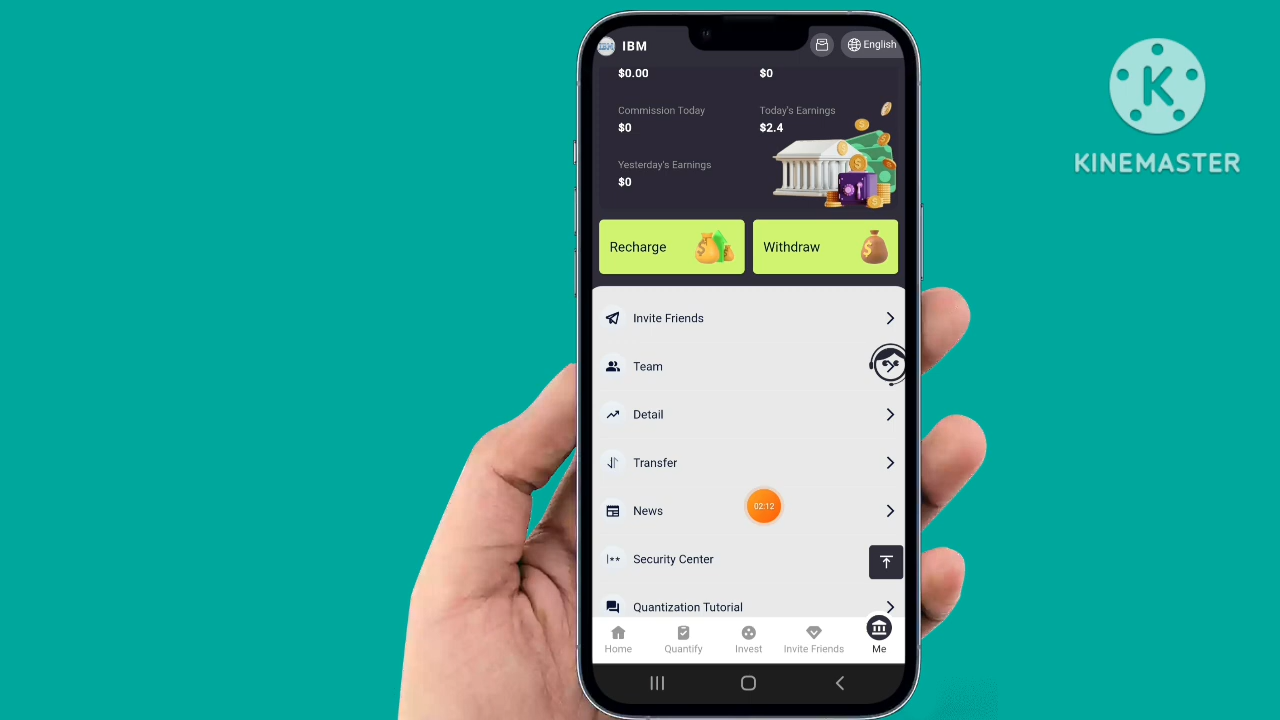 IBM
English
$0.00
$0
Commission Today
Today's Earnings
$0
$2.4
Yesterday's Earnings
$0
Recharge
Withdraw
Invite Friends
Team
Detail
Transfer
02:12
News
Security Center
Quantization Tutorial
Home
Quantify
Invest
Invite Friends
Me
K
KINEMASTER